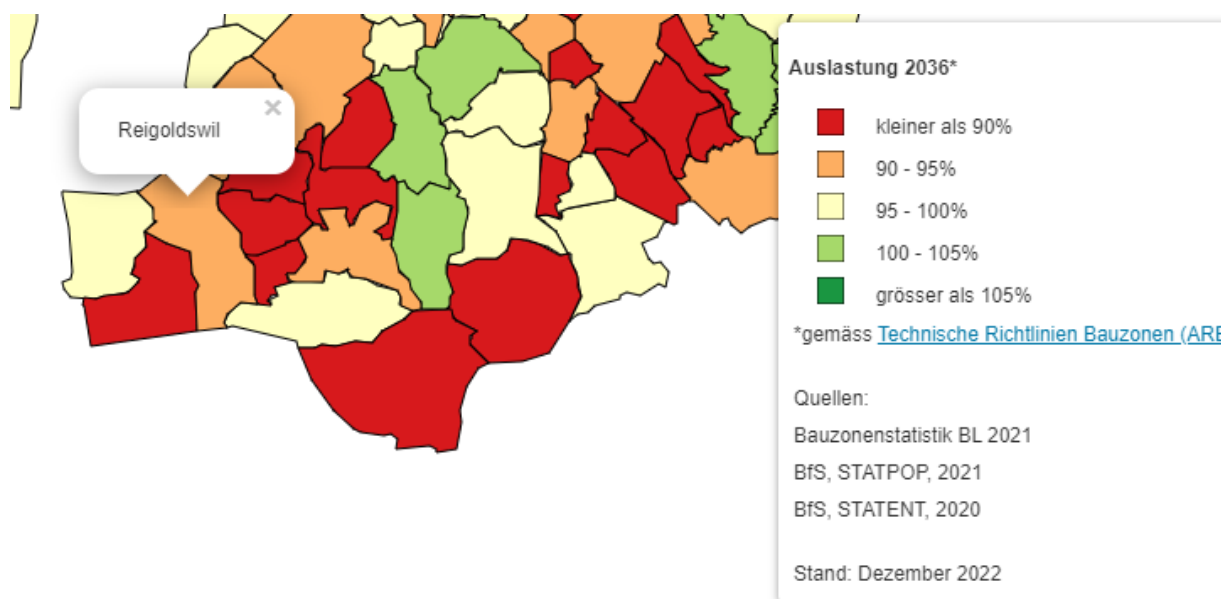 Reigoldswil
×
Auslastung 2036*
kleiner als 90%
90 - 95%
95 - 100%
100 - 105%
grösser als 105%
*gemäss Technische Richtlinien Bauzonen
Quellen:
Bauzonenstatistik BL 2021
BfS, STATPOP, 2021
BfS, STATENT, 2020
Stand: Dezember 2022